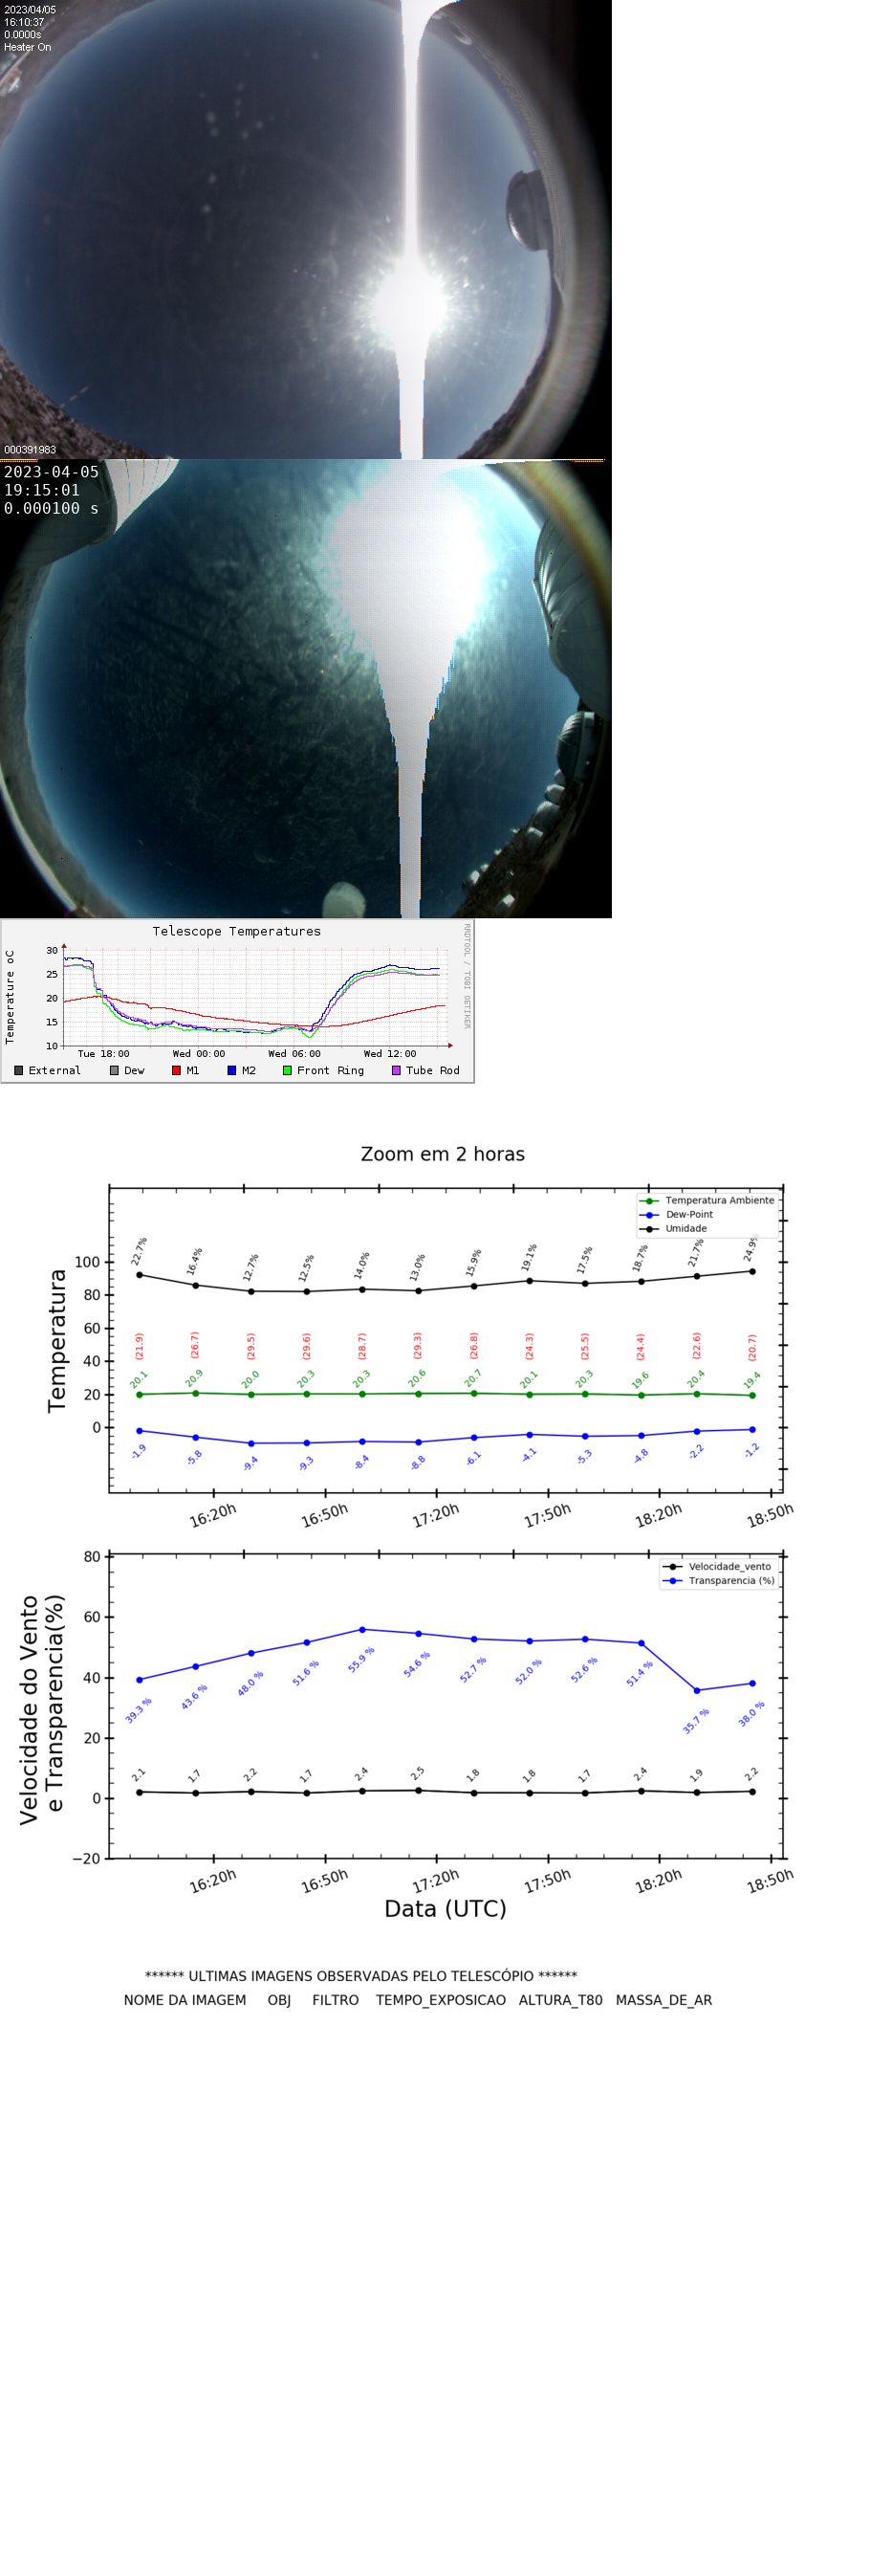 2023/04/05
16:10:37
0.0000s
Heater On
000391983
2023-04-05
19:15:01
0.000100 s
Telescope Temperatures
RRDTOOL / TOBI OETIKER
Temperature oC
30
25
20
15
10
Tue 18:00 Wed 00:00 Wed 06:00 Wed 12:00
External Dew M1 M2 Front Ring Tube Rod
Zoom em 2 horas
Temperatura Ambiente
Dew-Point
Umidade
Temperatura
100
80
60
40
20
0
22.7% 16.4% 12.7% 12.5% 14.0% 13.0% 15.9% 19.1% 17.5% 18.7% 21.7% 24.9%
(21.9) (26.7) (29.5) (29.6) (28.7) (29.3) (26.8) (24.3) (25.5) (24.4) (22.6) (20.7)
20.1 20.9 20.0 20.3 20.3 20.6 20.7 20.1 20.3 19.6 20.4 19.4
-1.9 -5.8 -9.4 -9.3 -8.4 -8.8 -6.1 -4.1 -5.3 -4.8 -2.2 -1.2
16:20h 16:50h 17:20h 17:50h 18:20h 18:50h
Velocidade_vento
Transparencia (%)
Velocidade do Vento
e Transparencia(%)
80
60
40
20
0
−20
39.3 % 43.6 % 48.0 % 51.6 % 55.9 % 54.6 % 52.7 % 52.0 % 52.6 % 51.4 % 35.7 % 38.0 %
2.1 1.7 2.2 1.7 2.4 2.5 1.8 1.8 1.7 2.4 1.9 2.2
16:20h 16:50h 17:20h 17:50h 18:20h 18:50h
Data (UTC)
****** ULTIMAS IMAGENS OBSERVADAS PELO TELESCÓPIO ******
NOME DA IMAGEM OBJ FILTRO TEMPO_EXPOSICAO ALTURA_T80 MASSA_DE_AR